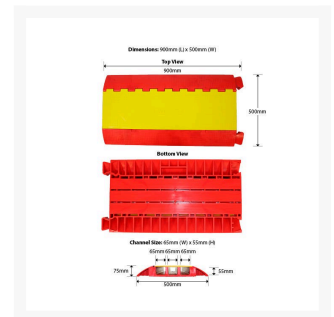 Dimensions: 900mm (L) x 500mm (W)
Top View
900mm
500mm
Bottom View
Channel Size: 65mm (W) x 55mm (H)
65mm 65mm 65mm
75mm
55mm
500mm